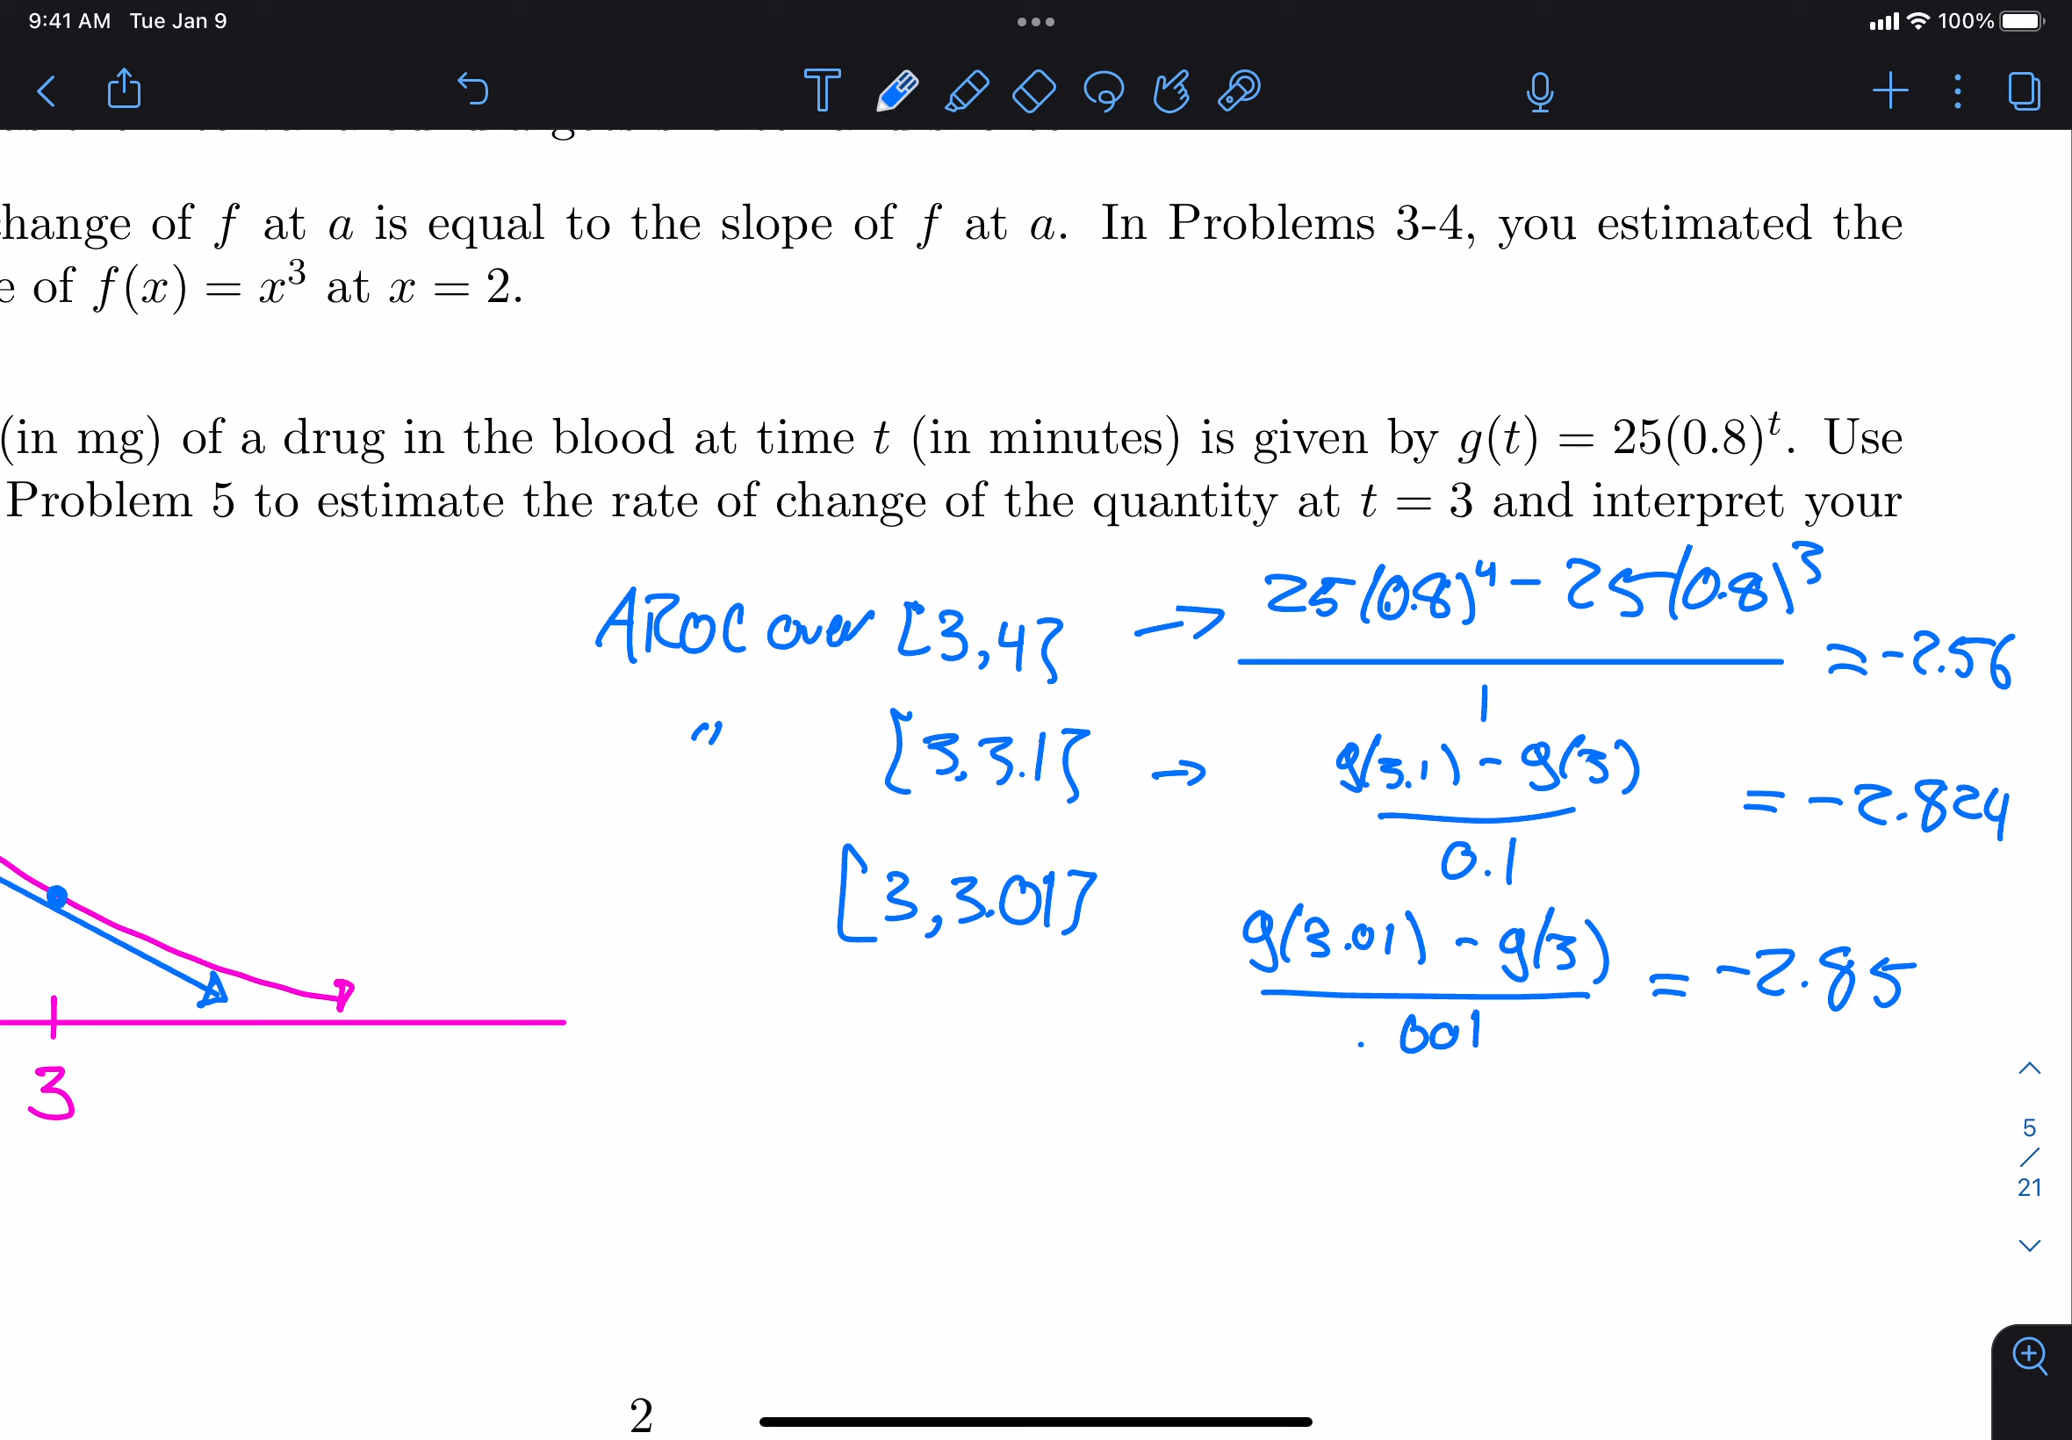 9:41 AM Tue Jan 9
100%
hange of f at a is equal to the slope of f at a. In Problems 3-4, you estimated the
e of f(x) = x³ at x = 2.
(in mg) of a drug in the blood at time t (in minutes) is given by g(t) = 25(0.8)ᵗ. Use
Problem 5 to estimate the rate of change of the quantity at t = 3 and interpret your
AROC over [3,4] → 25(0.8)⁴ - 25(0.8)³
1
≈ -2.56
" [3,3.1] → g(3.1) - g(3)
0.1
= -2.824
[3,3.01] g(3.01) - g(3)
.001
= -2.85
3
5
/
21
2